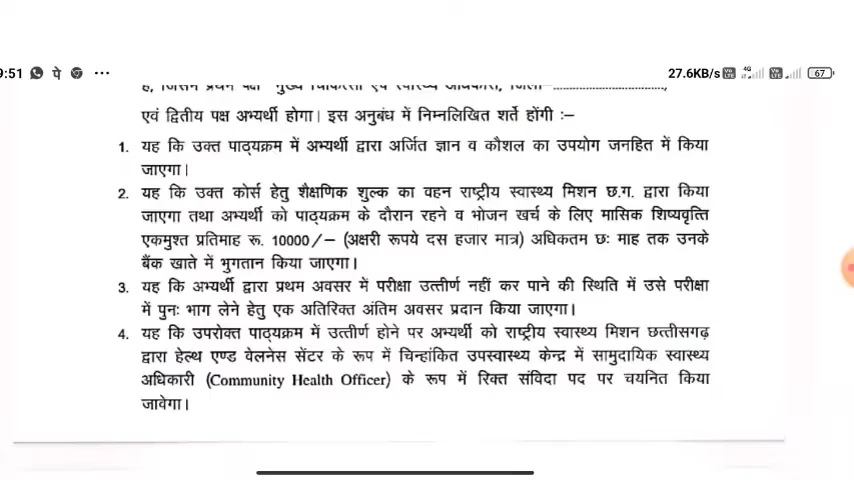 9:51 पे ... 27.6KB/s 4G 67
एवं द्वितीय पक्ष अभ्यर्थी होगा। इस अनुबंध में निम्नलिखित शर्ते होंगी :–
1. यह कि उक्त पाठ्यक्रम में अभ्यर्थी द्वारा अर्जित ज्ञान व कौशल का उपयोग जनहित में किया
जाएगा।
2. यह कि उक्त कोर्स हेतु शैक्षणिक शुल्क का वहन राष्ट्रीय स्वास्थ्य मिशन छ.ग. द्वारा किया
जाएगा तथा अभ्यर्थी को पाठ्यक्रम के दौरान रहने व भोजन खर्च के लिए मासिक शिष्यवृत्ति
एकमुश्त प्रतिमाह रू. 10000/– (अक्षरी रूपये दस हजार मात्र) अधिकतम छः माह तक उनके
बैंक खाते में भुगतान किया जाएगा।
3. यह कि अभ्यर्थी द्वारा प्रथम अवसर में परीक्षा उत्तीर्ण नहीं कर पाने की स्थिति में उसे परीक्षा
में पुनः भाग लेने हेतु एक अतिरिक्त अंतिम अवसर प्रदान किया जाएगा।
4. यह कि उपरोक्त पाठ्यक्रम में उत्तीर्ण होने पर अभ्यर्थी को राष्ट्रीय स्वास्थ्य मिशन छत्तीसगढ़
द्वारा हेल्थ एण्ड वेलनेस सेंटर के रूप में चिन्हांकित उपस्वास्थ्य केन्द्र में सामुदायिक स्वास्थ्य
अधिकारी (Community Health Officer) के रूप में रिक्त संविदा पद पर चयनित किया
जावेगा।